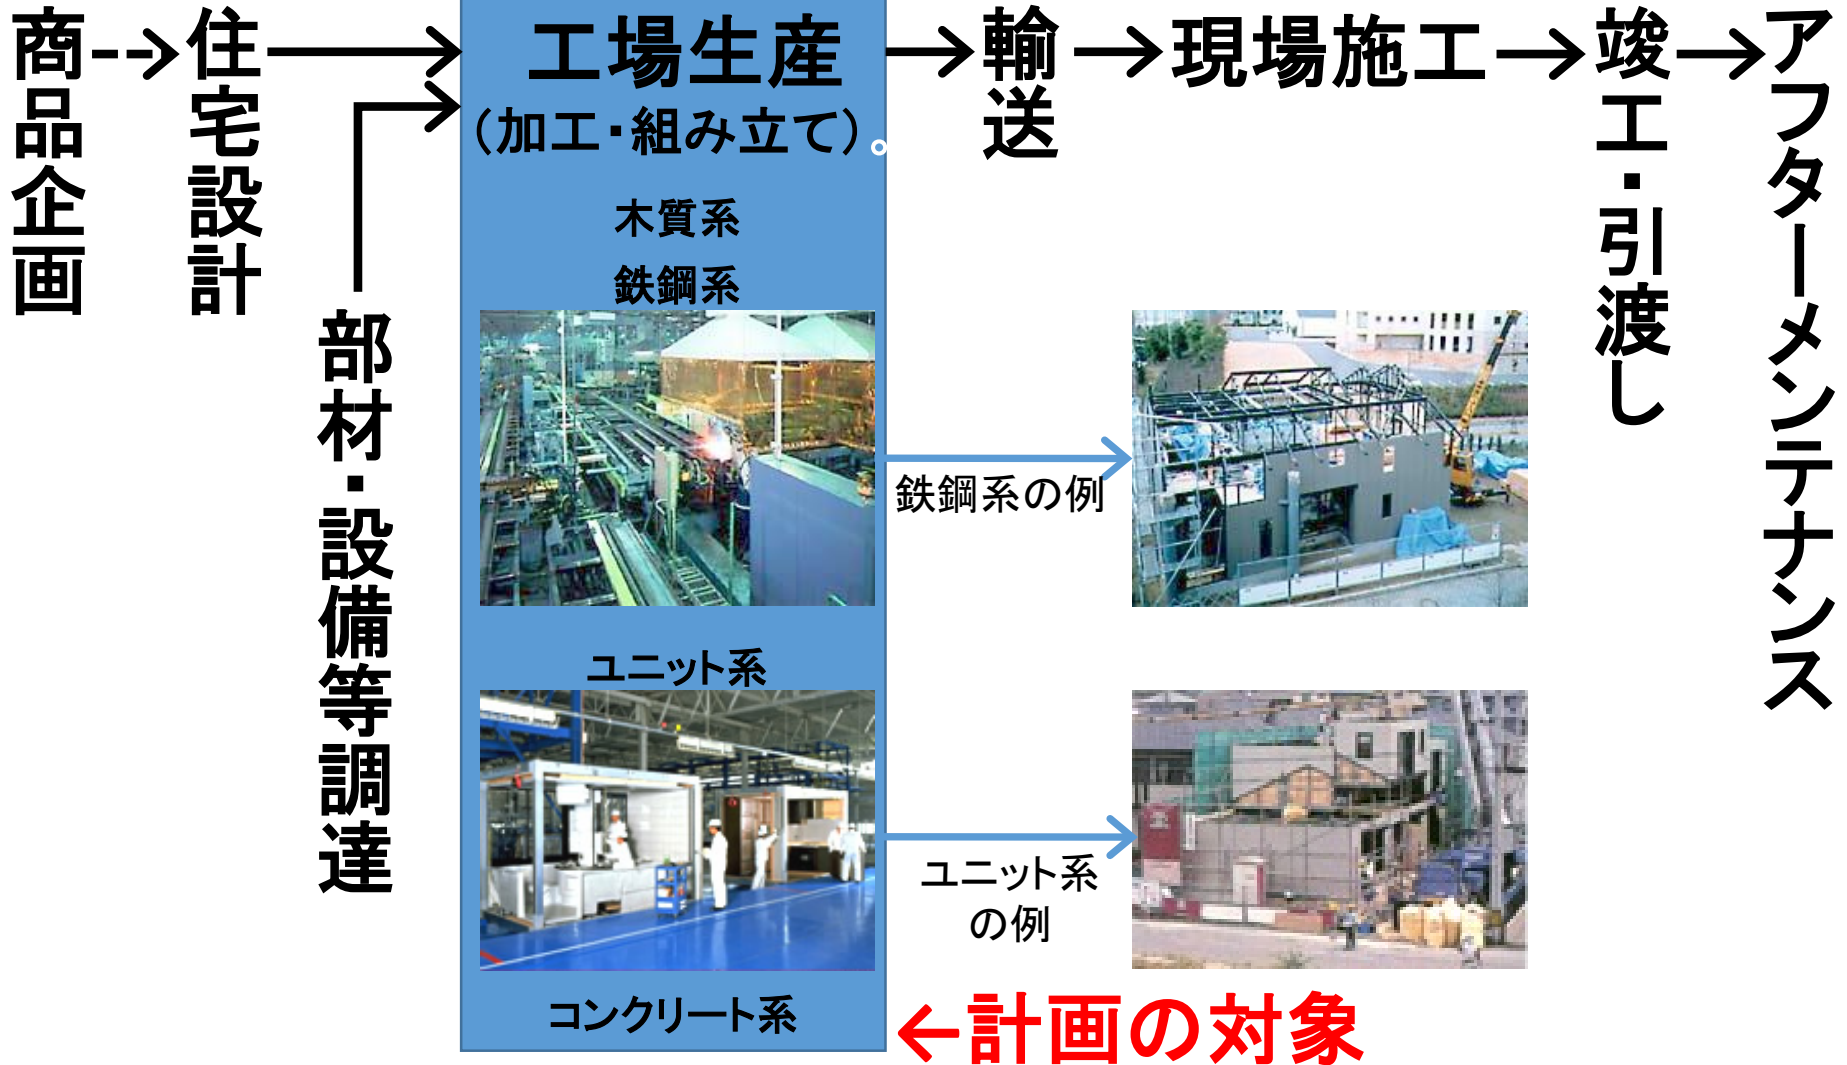 商品企画
住宅設計
部材・設備等調達
工場生産
（加工・組み立て）。
木質系
鉄鋼系
ユニット系
コンクリート系
輸送
現場施工
竣工・引渡し
アフターメンテナンス
鉄鋼系の例
ユニット系
の例
←計画の対象